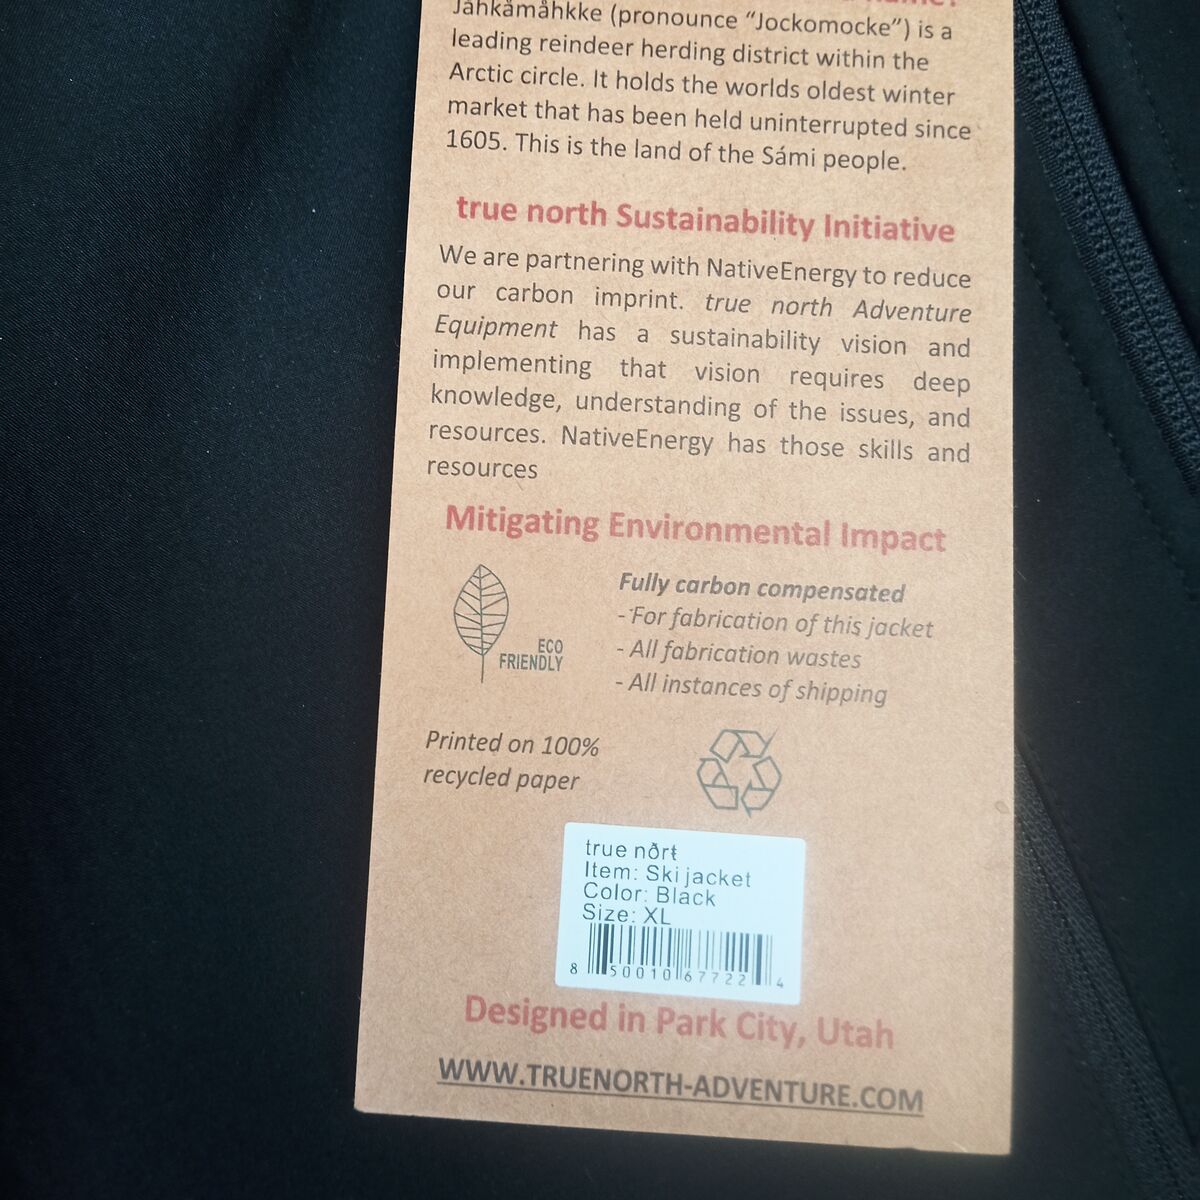 name?
Jåhkåmåhkke (pronounce “Jockomocke”) is a
leading reindeer herding district within the
Arctic circle. It holds the worlds oldest winter
market that has been held uninterrupted since
1605. This is the land of the Sámi people.
true north Sustainability Initiative
We are partnering with NativeEnergy to reduce
our carbon imprint. true north Adventure
Equipment has a sustainability vision and
implementing that vision requires deep
knowledge, understanding of the issues, and
resources. NativeEnergy has those skills and
resources
Mitigating Environmental Impact
ECO
FRIENDLY
Fully carbon compensated
- For fabrication of this jacket
- All fabrication wastes
- All instances of shipping
Printed on 100%
recycled paper
true nðrŧ
Item: Ski jacket
Color: Black
Size: XL
8 50010 67722 4
Designed in Park City, Utah
WWW.TRUENORTH-ADVENTURE.COM